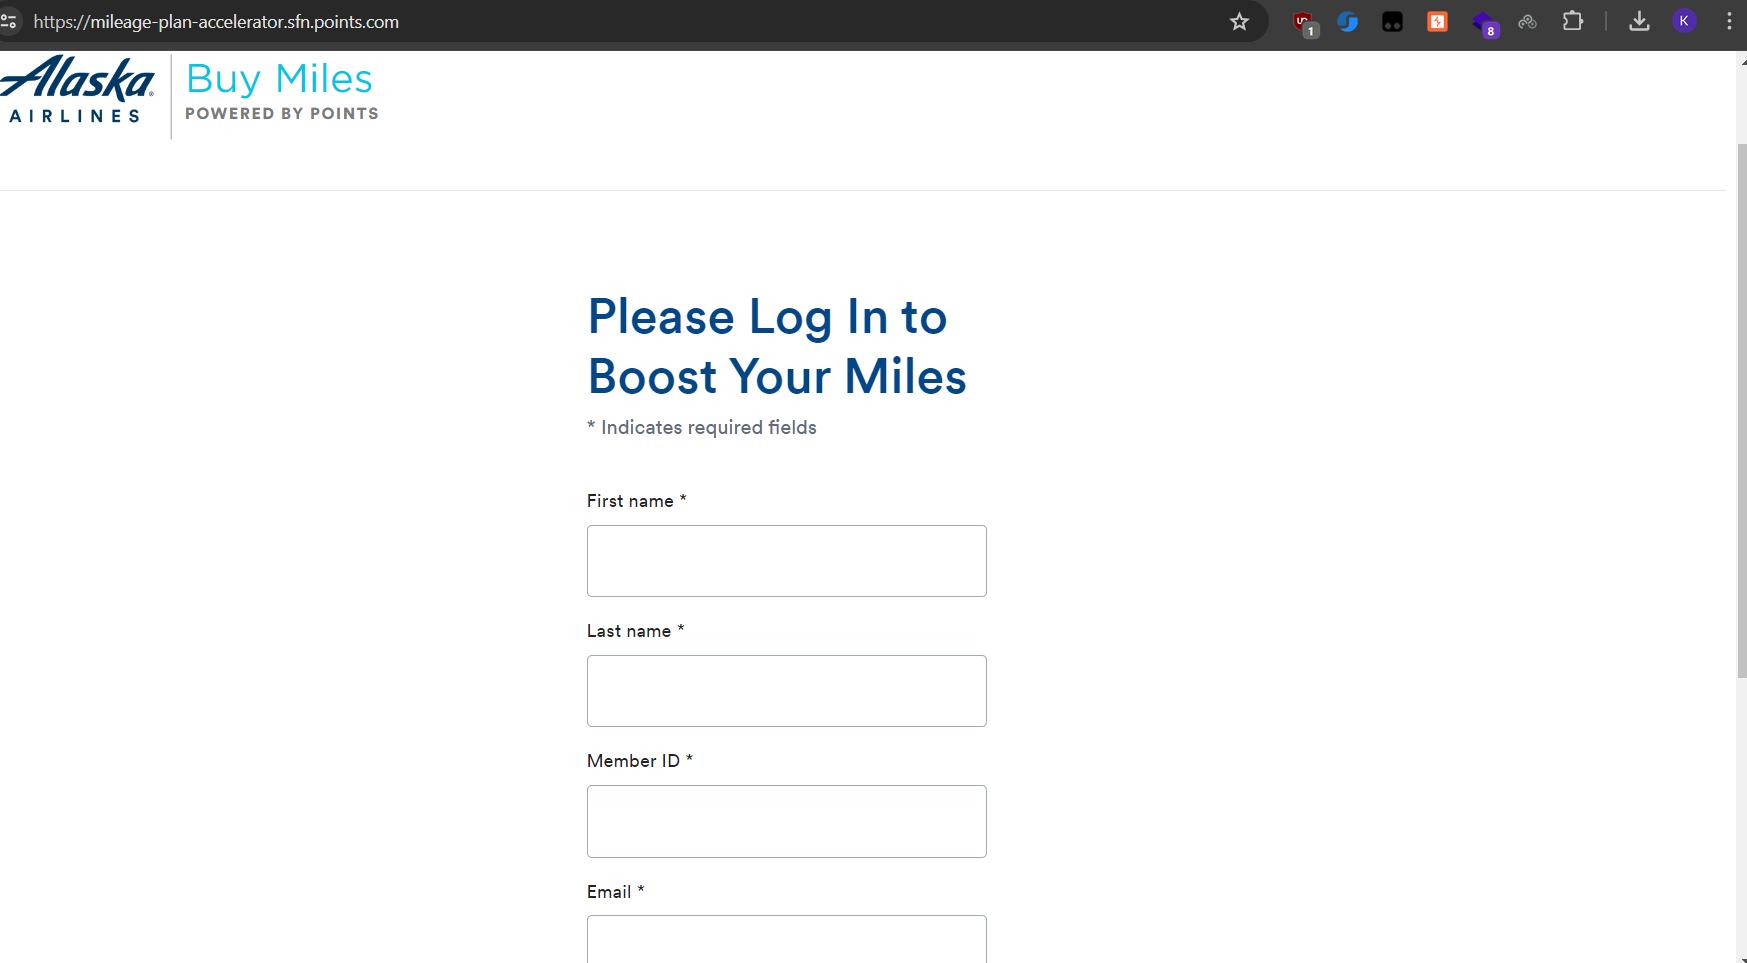 https://mileage-plan-accelerator.sfn.points.com
1
8
K
Alaska®
AIRLINES
Buy Miles
POWERED BY POINTS
Please Log In to
Boost Your Miles
* Indicates required fields
First name *
Last name *
Member ID *
Email *